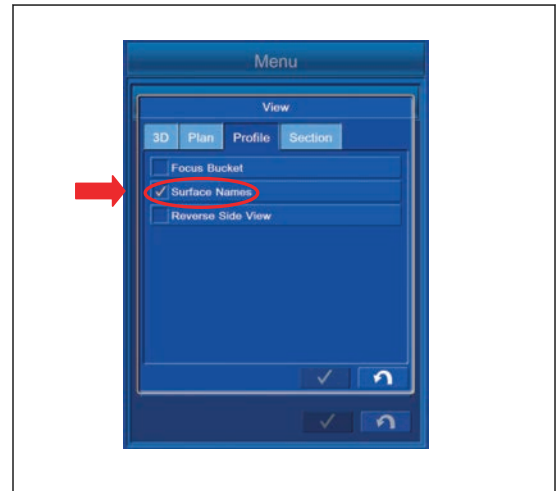 Menu
View
3D Plan Profile Section
Focus Bucket
Surface Names
Reverse Side View